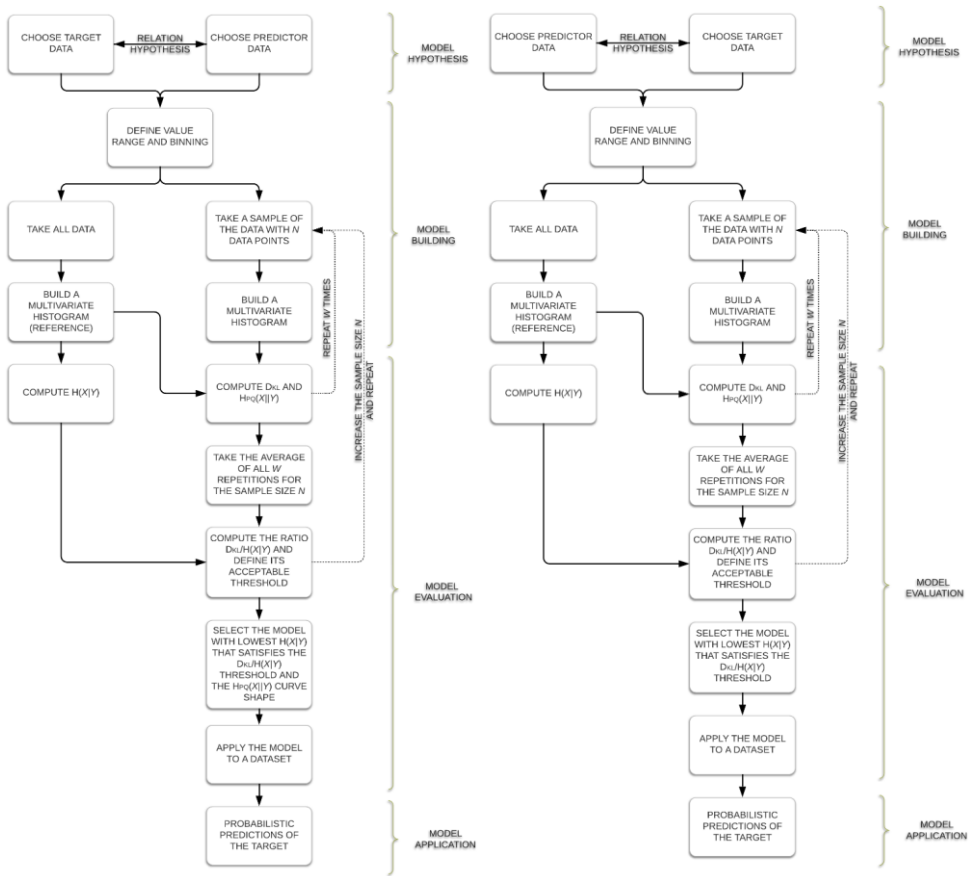 CHOOSE TARGET
DATA
RELATION
HYPOTHESIS
CHOOSE PREDICTOR
DATA
MODEL
HYPOTHESIS
DEFINE VALUE
RANGE AND BINNING
TAKE ALL DATA
TAKE A SAMPLE OF
THE DATA WITH N
DATA POINTS
MODEL
BUILDING
BUILD A
MULTIVARIATE
HISTOGRAM
(REFERENCE)
BUILD A
MULTIVARIATE
HISTOGRAM
REPEAT W TIMES
INCREASE THE SAMPLE SIZE N
AND REPEAT
COMPUTE H(X|Y)
COMPUTE DKL AND
HPQ(X||Y)
TAKE THE AVERAGE
OF ALL W
REPETITIONS FOR
THE SAMPLE SIZE N
COMPUTE THE RATIO
DKL/H(X|Y) AND
DEFINE ITS
ACCEPTABLE
THRESHOLD
MODEL
EVALUATION
SELECT THE MODEL
WITH LOWEST H(X|Y)
THAT SATISFIES THE
DKL/H(X|Y)
THRESHOLD AND
THE HPQ(X||Y) CURVE
SHAPE
APPLY THE MODEL
TO A DATASET
PROBABILISTIC
PREDICTIONS OF
THE TARGET
MODEL
APPLICATION
CHOOSE PREDICTOR
DATA
RELATION
HYPOTHESIS
CHOOSE TARGET
DATA
MODEL
HYPOTHESIS
DEFINE VALUE
RANGE AND BINNING
TAKE ALL DATA
TAKE A SAMPLE OF
THE DATA WITH N
DATA POINTS
MODEL
BUILDING
BUILD A
MULTIVARIATE
HISTOGRAM
(REFERENCE)
BUILD A
MULTIVARIATE
HISTOGRAM
REPEAT W TIMES
INCREASE THE SAMPLE SIZE N
AND REPEAT
COMPUTE H(X|Y)
COMPUTE DKL AND
HPQ(X||Y)
TAKE THE AVERAGE
OF ALL W
REPETITIONS FOR
THE SAMPLE SIZE N
COMPUTE THE RATIO
DKL/H(X|Y) AND
DEFINE ITS
ACCEPTABLE
THRESHOLD
MODEL
EVALUATION
SELECT THE MODEL
WITH LOWEST H(X|Y)
THAT SATISFIES THE
DKL/H(X|Y)
THRESHOLD
APPLY THE MODEL
TO A DATASET
PROBABILISTIC
PREDICTIONS OF
THE TARGET
MODEL
APPLICATION